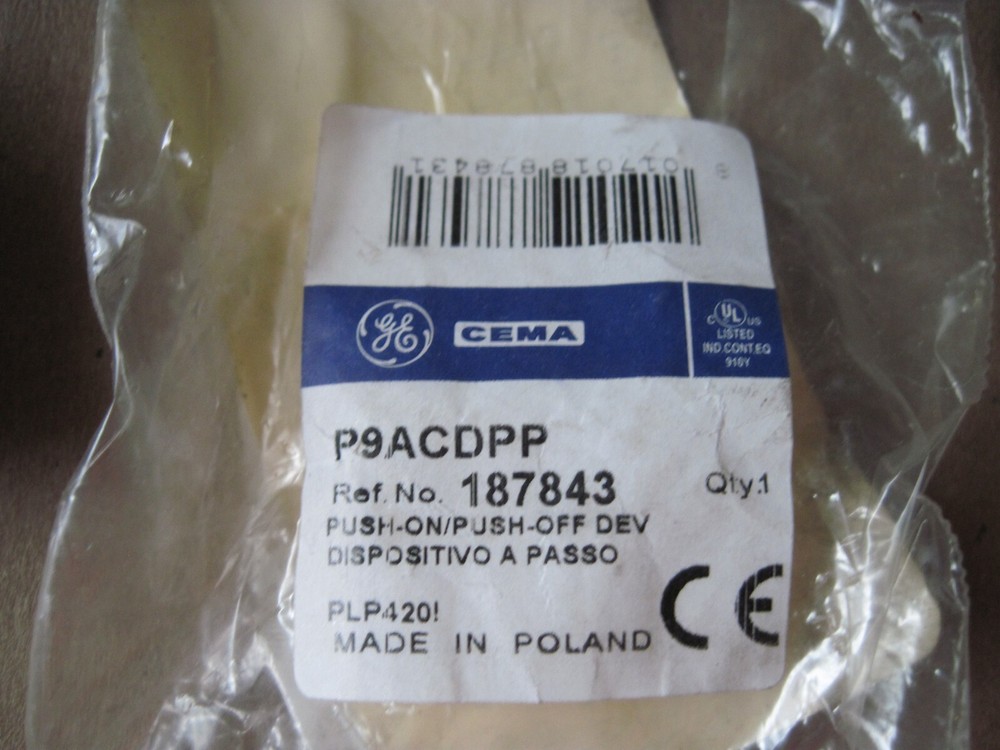 017018 878431
GE CEMA
C UL US
LISTED
IND.CONT.EQ
910Y
P9ACDPP
Ref. No. 187843 Qty.1
PUSH-ON/PUSH-OFF DEV
DISPOSITIVO A PASSO
PLP420!
MADE IN POLAND CE